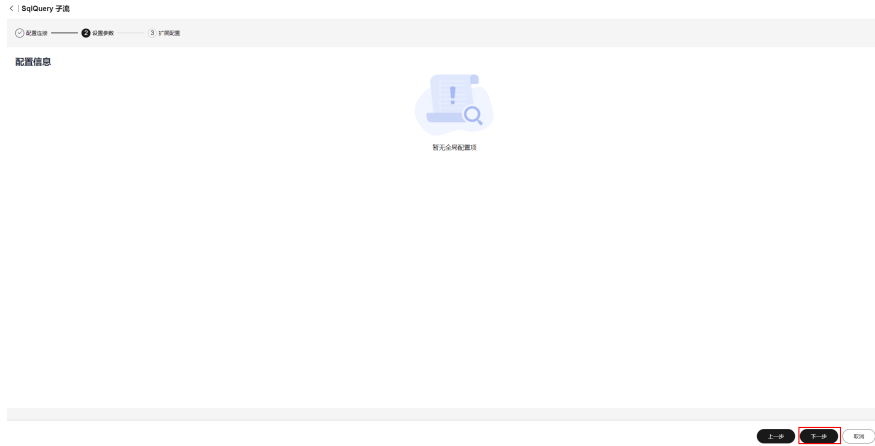 < | SqlQuery 子流
配置连接 2 设置参数 3 扩展配置
配置信息
暂无全局配置项
上一步 下一步 取消